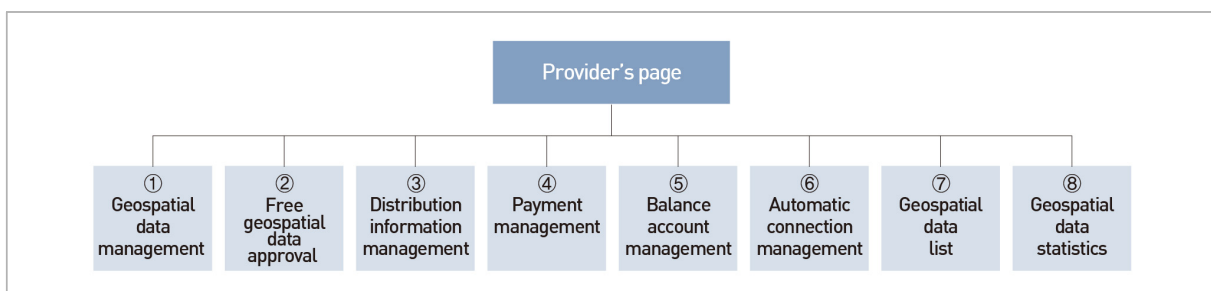 Provider's page
①
Geospatial
data
management
②
Free
geospatial
data
approval
③
Distribution
information
management
④
Payment
management
⑤
Balance
account
management
⑥
Automatic
connection
management
⑦
Geospatial
data
list
⑧
Geospatial
data
statistics